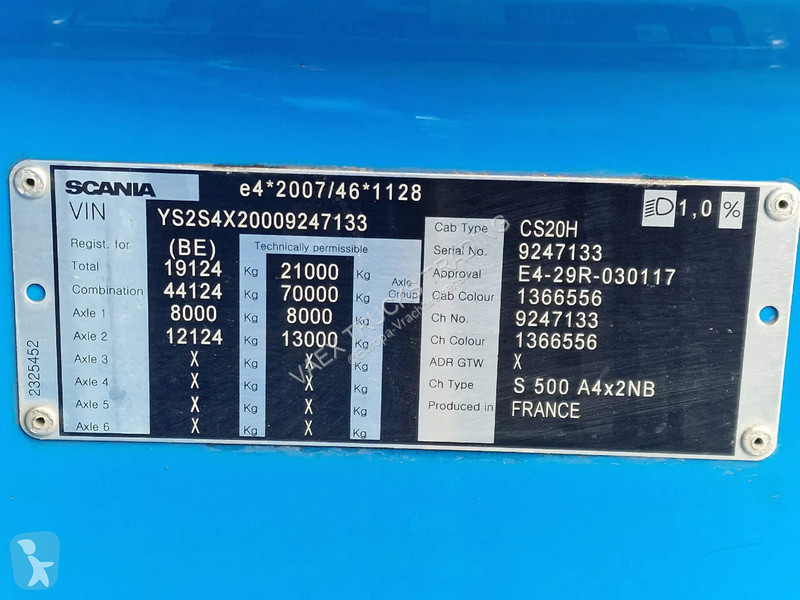 SCANIA e4*2007/46*1128
VIN YS2S4X20009247133
1,0 %
Regist. for (BE) Technically permissible
Total 19124 Kg 21000 Kg
Combination 44124 Kg 70000 Kg
Axle Group
Axle 1 8000 Kg 8000 Kg
Axle 2 12124 Kg 13000 Kg
Axle 3 X Kg X Kg
Axle 4 X Kg X Kg
Axle 5 X Kg X Kg
Axle 6 X Kg X Kg
Cab Type CS20H
Serial No. 9247133
Approval E4-29R-030117
Cab Colour 1366556
Ch No. 9247133
Ch Colour 1366556
ADR GTW X
Ch Type S 500 A4x2NB
Produced in FRANCE
2325452
VAEX TRUCKS TRADING